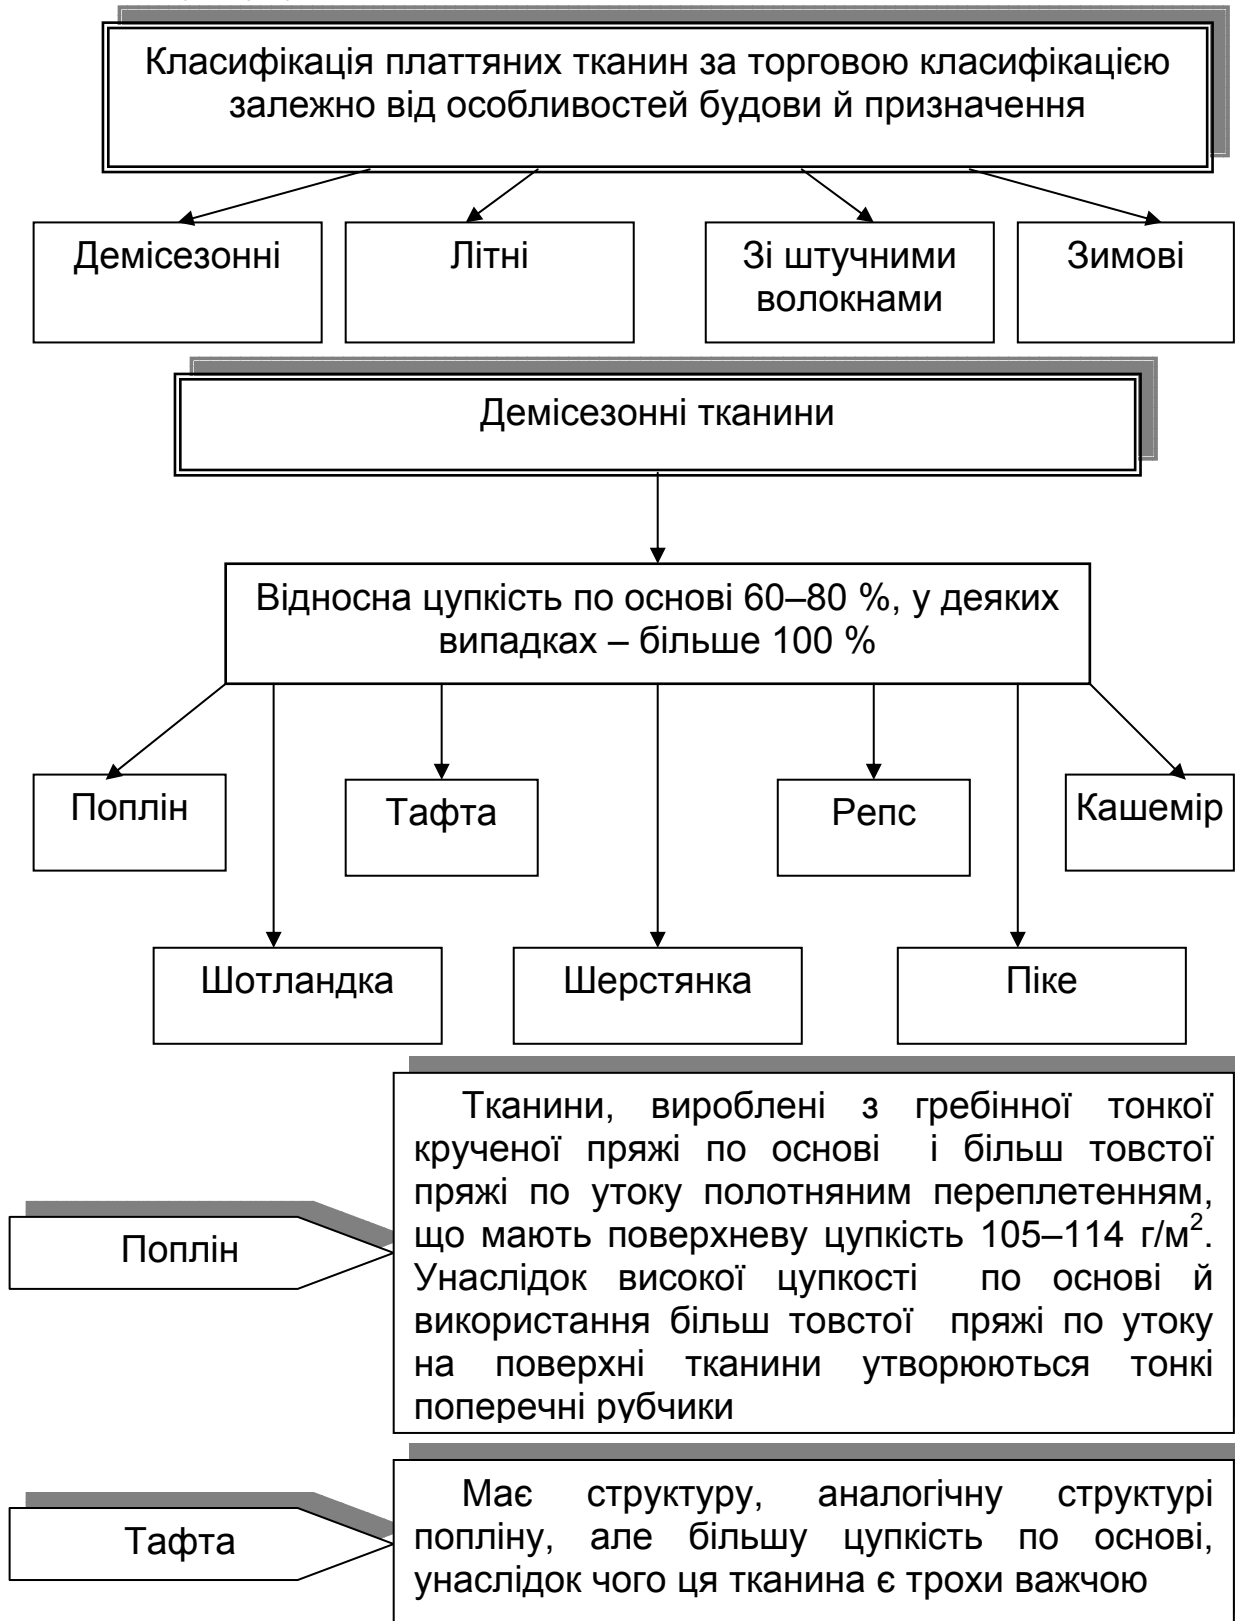 Класифікація платтяних тканин за торговою класифікацією
залежно від особливостей будови й призначення
Демісезонні
Літні
Зі штучними
волокнами
Зимові
Демісезонні тканини
Відносна цупкість по основі 60–80 %, у деяких
випадках – більше 100 %
Поплін
Тафта
Репс
Кашемір
Шотландка
Шерстянка
Піке
Поплін
Тканини, вироблені з гребінної тонкої
крученої пряжі по основі і більш товстої
пряжі по утоку полотняним переплетенням,
що мають поверхневу цупкість 105–114 г/м².
Унаслідок високої цупкості по основі й
використання більш товстої пряжі по утоку
на поверхні тканини утворюються тонкі
поперечні рубчики
Тафта
Має структуру, аналогічну структурі
попліну, але більшу цупкість по основі,
унаслідок чого ця тканина є трохи важчою